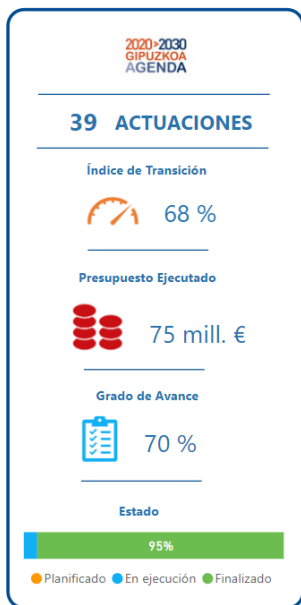 2020>2030
GIPUZKOA
AGENDA
39 ACTUACIONES
Índice de Transición
68 %
Presupuesto Ejecutado
75 mill. €
Grado de Avance
70 %
Estado
95%
Planificado En ejecución Finalizado